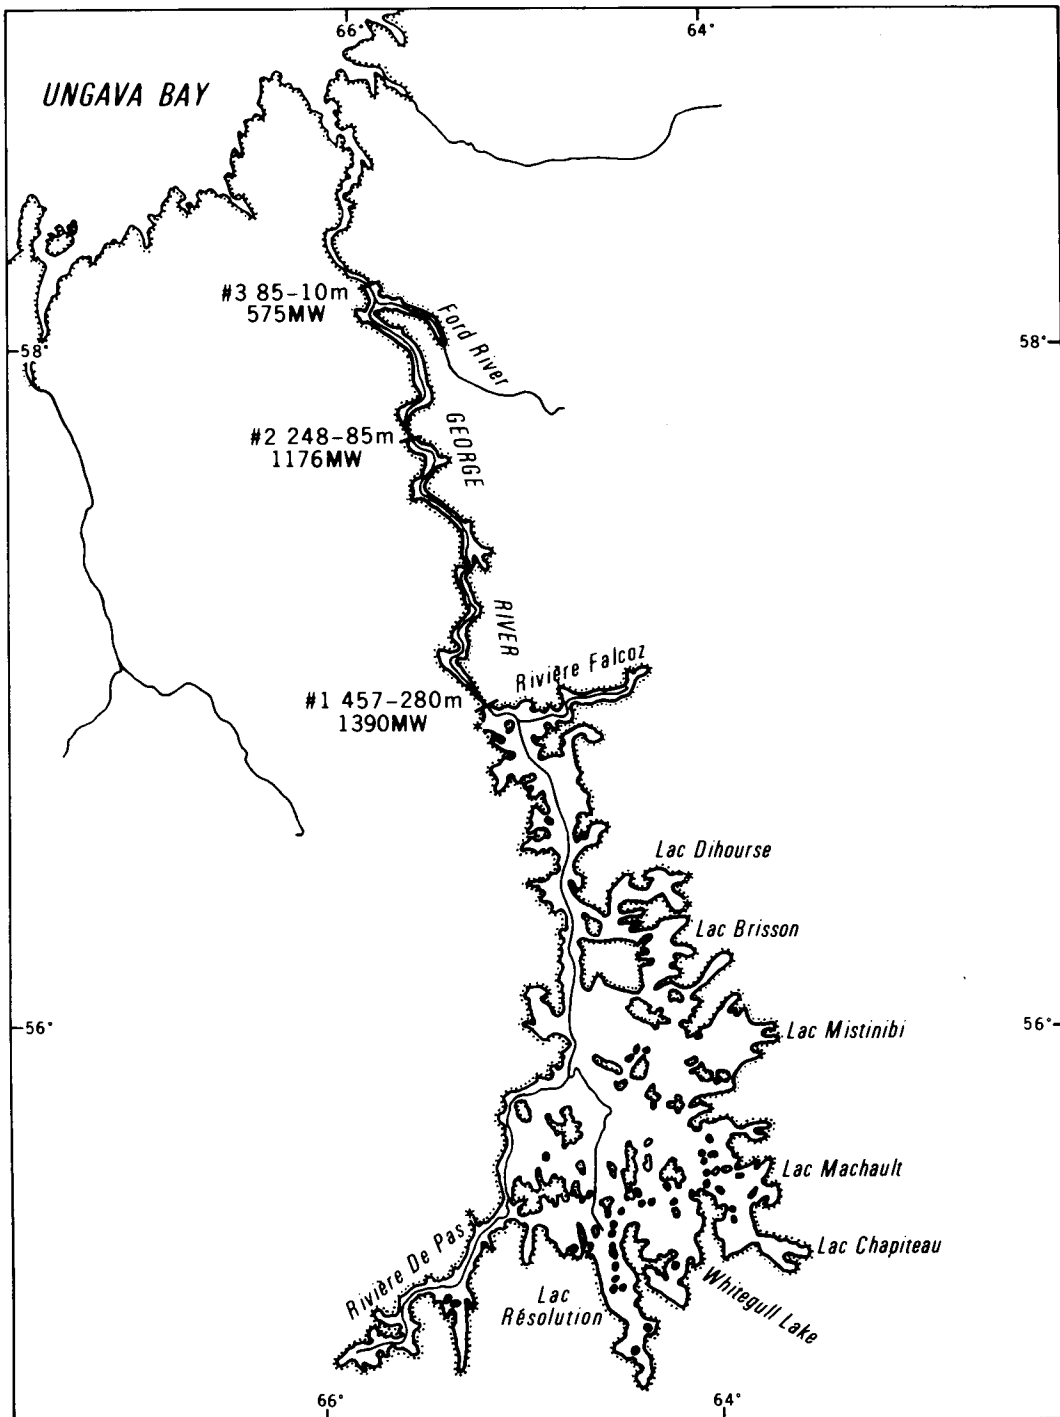 66°
64°
UNGAVA BAY
#3 85-10m
575MW
Ford River
58°
58°
GEORGE
#2 248-85m
1176MW
RIVER
Rivière Falcoz
#1 457-280m
1390MW
Lac Dihourse
Lac Brisson
56°
56°
Lac Mistinibi
Lac Machault
Rivière De Pas
Lac Chapiteau
Lac
Résolution
Whitegull Lake
66°
64°